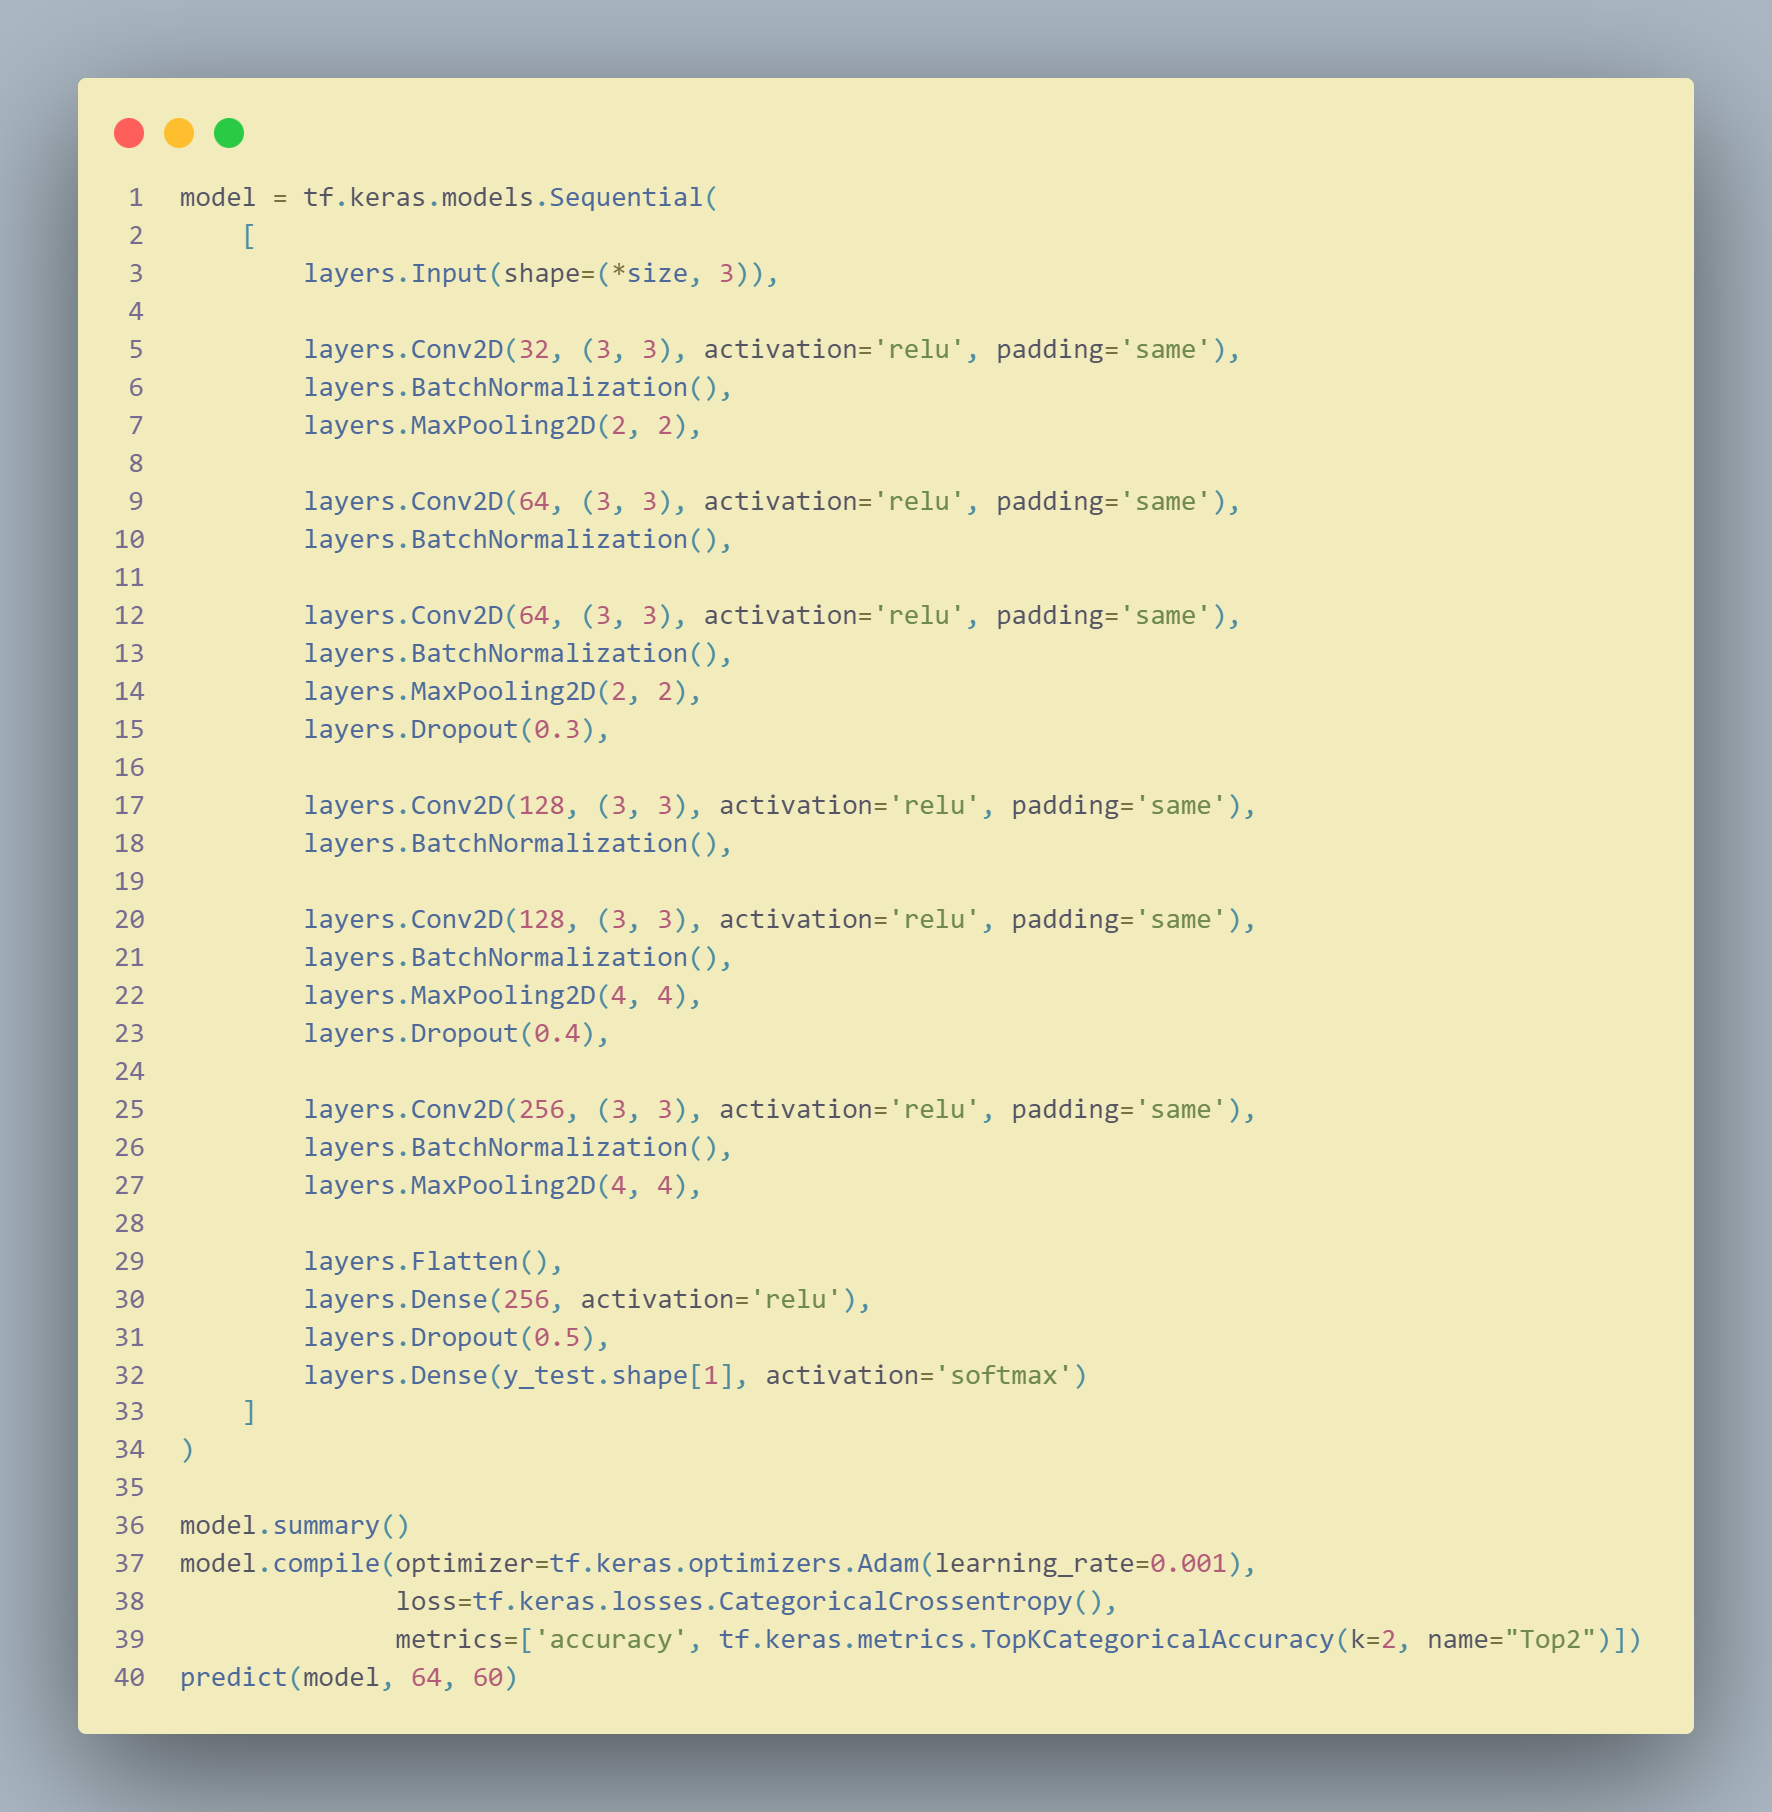 1 model = tf.keras.models.Sequential(
2     [
3         layers.Input(shape=(*size, 3)),
4
5         layers.Conv2D(32, (3, 3), activation='relu', padding='same'),
6         layers.BatchNormalization(),
7         layers.MaxPooling2D(2, 2),
8
9         layers.Conv2D(64, (3, 3), activation='relu', padding='same'),
10         layers.BatchNormalization(),
11
12         layers.Conv2D(64, (3, 3), activation='relu', padding='same'),
13         layers.BatchNormalization(),
14         layers.MaxPooling2D(2, 2),
15         layers.Dropout(0.3),
16
17         layers.Conv2D(128, (3, 3), activation='relu', padding='same'),
18         layers.BatchNormalization(),
19
20         layers.Conv2D(128, (3, 3), activation='relu', padding='same'),
21         layers.BatchNormalization(),
22         layers.MaxPooling2D(4, 4),
23         layers.Dropout(0.4),
24
25         layers.Conv2D(256, (3, 3), activation='relu', padding='same'),
26         layers.BatchNormalization(),
27         layers.MaxPooling2D(4, 4),
28
29         layers.Flatten(),
30         layers.Dense(256, activation='relu'),
31         layers.Dropout(0.5),
32         layers.Dense(y_test.shape[1], activation='softmax')
33     ]
34 )
35
36 model.summary()
37 model.compile(optimizer=tf.keras.optimizers.Adam(learning_rate=0.001),
38               loss=tf.keras.losses.CategoricalCrossentropy(),
39               metrics=['accuracy', tf.keras.metrics.TopKCategoricalAccuracy(k=2, name="Top2")])
40 predict(model, 64, 60)